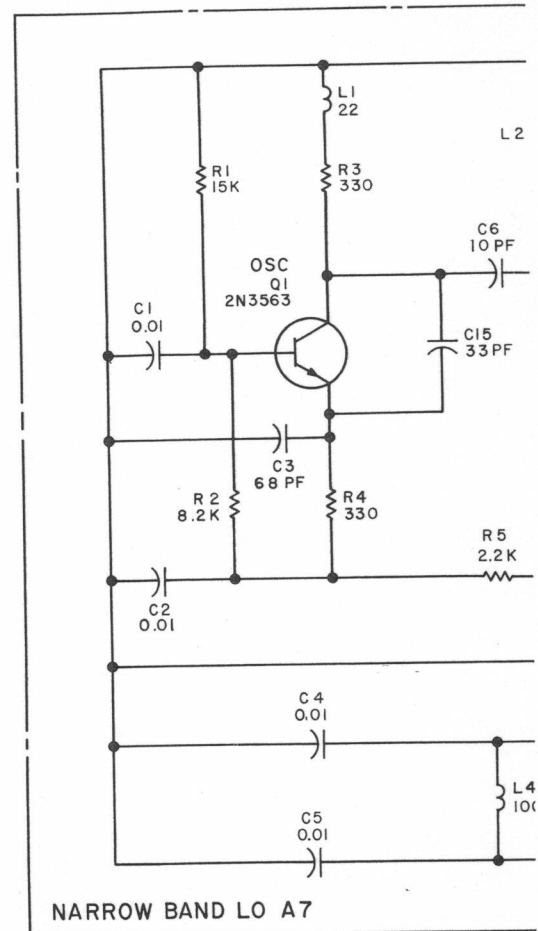 L1
22
L2
R1
15K
R3
330
C6
10 PF
OSC
Q1
2N3563
C1
0.01
C15
33 PF
C3
68 PF
R2
8.2K
R4
330
R5
2.2K
C2
0.01
C4
0.01
L4
C5
0.01
NARROW BAND LO A7